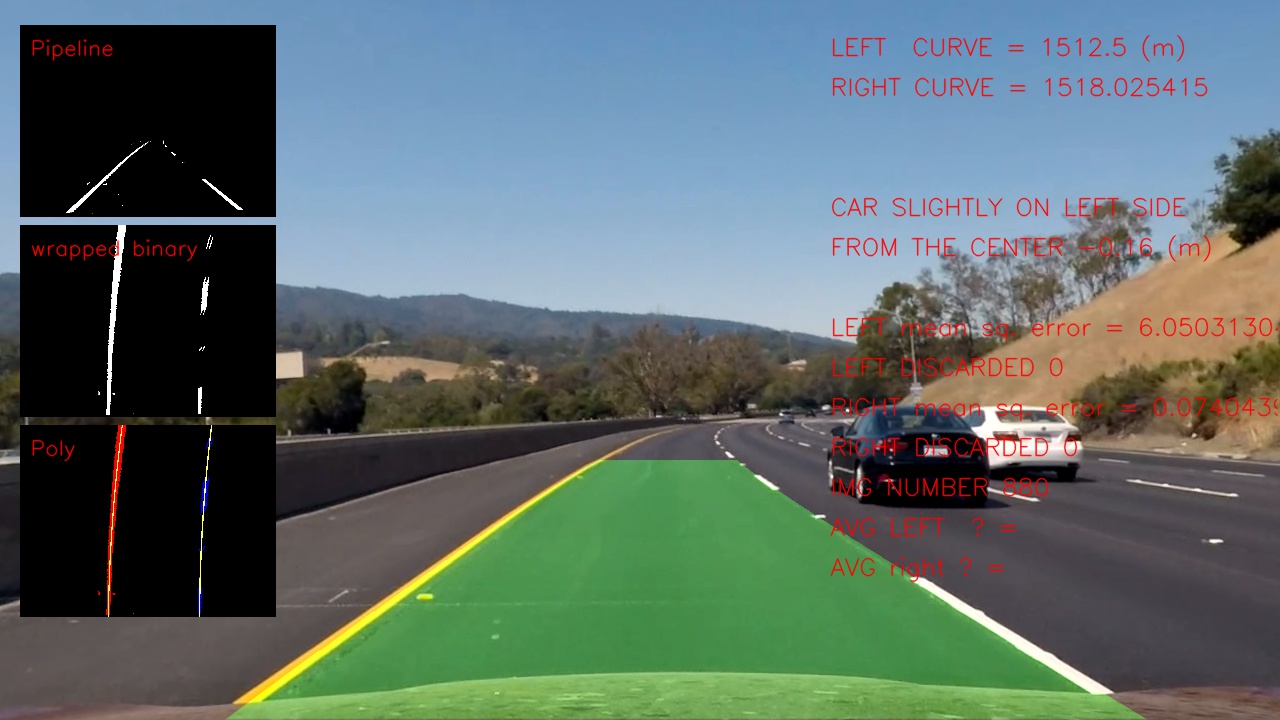 Pipeline
wrapped binary
Poly
LEFT CURVE = 1512.5 (m)
RIGHT CURVE = 1518.025415
CAR SLIGHTLY ON LEFT SIDE
FROM THE CENTER -0.16 (m)
LEFT mean sq. error = 6.0503130
LEFT DISCARDED 0
RIGHT mean sq. error = 0.074043
RIGHT DISCARDED 0
IMG NUMBER 880
AVG LEFT ? =
AVG right ? =